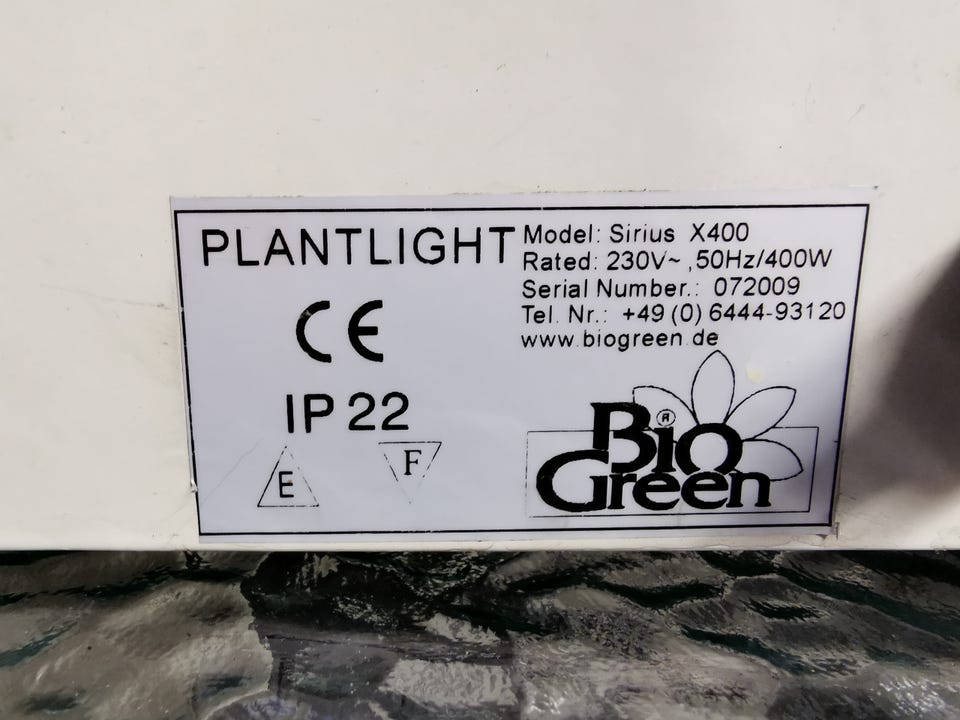 PLANTLIGHT
CE
IP 22
E
F
Model: Sirius X400
Rated: 230V~ ,50Hz/400W
Serial Number.: 072009
Tel. Nr.: +49 (0) 6444-93120
www.biogreen.de
Bio ®
Green